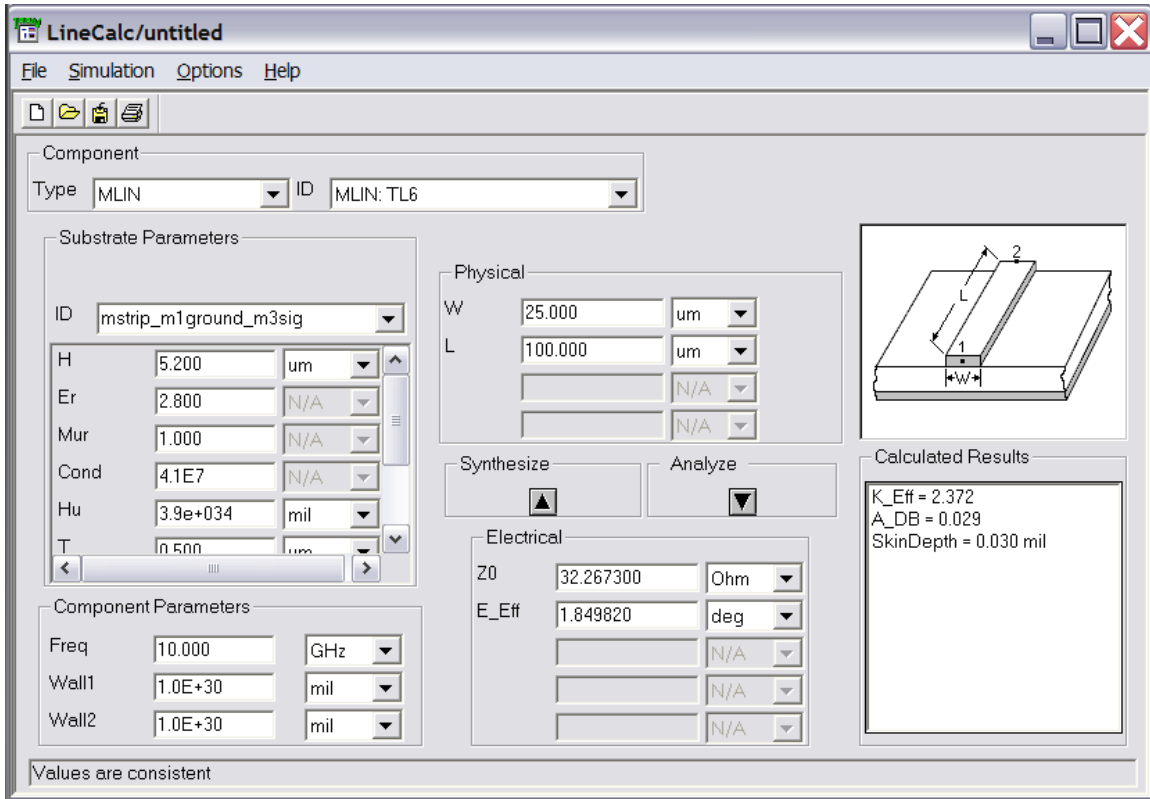 LineCalc/untitled
File Simulation Options Help
Component
Type MLIN ID MLIN: TL6
Substrate Parameters
ID mstrip_m1ground_m3sig
H 5.200 um
Er 2.800 N/A
Mur 1.000 N/A
Cond 4.1E7 N/A
Hu 3.9e+034 mil
T 0.500 um
Component Parameters
Freq 10.000 GHz
Wall1 1.0E+30 mil
Wall2 1.0E+30 mil
Physical
W 25.000 um
L 100.000 um
N/A
N/A
Synthesize Analyze
Electrical
Z0 32.267300 Ohm
E_Eff 1.849820 deg
N/A
N/A
N/A
2
L
1
W
Calculated Results
K_Eff = 2.372
A_DB = 0.029
SkinDepth = 0.030 mil
Values are consistent